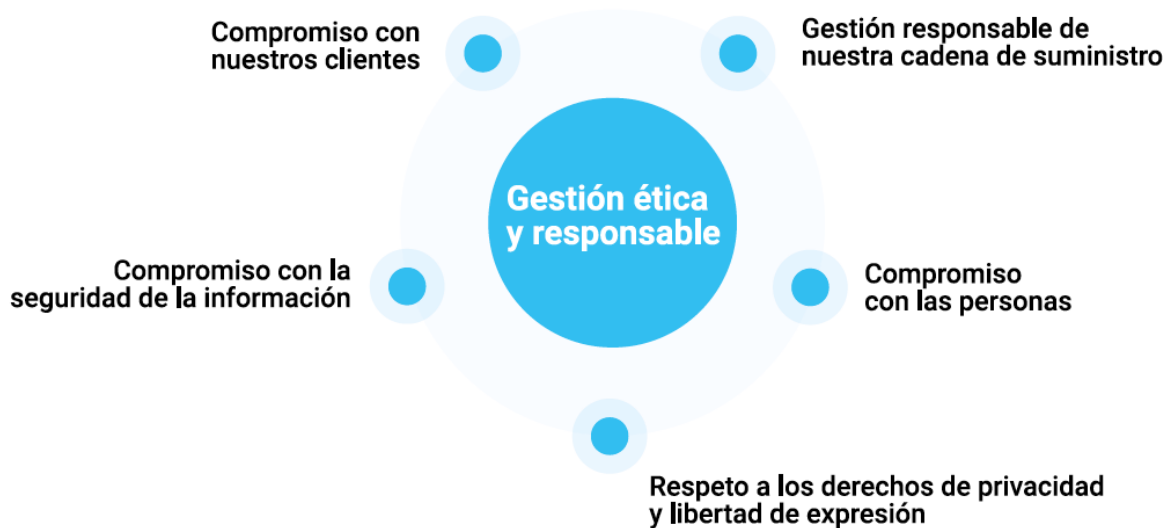 Compromiso con
nuestros clientes
Gestión responsable de
nuestra cadena de suministro
Gestión ética
y responsable
Compromiso con la
seguridad de la información
Compromiso
con las personas
Respeto a los derechos de privacidad
y libertad de expresión